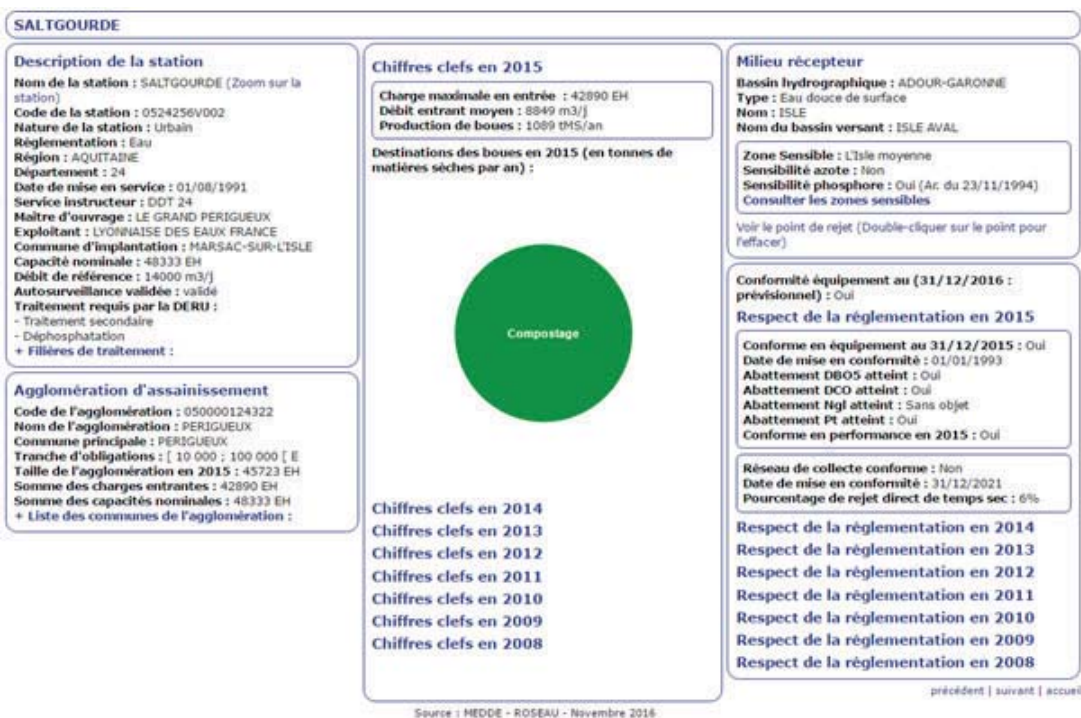 SALTGOURDE
Description de la station
Nom de la station : SALTGOURDE (Zoom sur la
station)
Code de la station : 0524256V002
Nature de la station : Urbain
Règlementation : Eau
Région : AQUITAINE
Département : 24
Date de mise en service : 01/08/1991
Service instructeur : DDT 24
Maître d'ouvrage : LE GRAND PERIGUEUX
Exploitant : LYONNAISE DES EAUX FRANCE
Commune d'implantation : MARSAC-SUR-L'ISLE
Capacité nominale : 48333 EH
Débit de référence : 14000 m3/j
Autosurveillance validée : validé
Traitement requis par la DERU :
- Traitement secondaire
- Déphosphatation
+ Filières de traitement :
Agglomération d'assainissement
Code de l'agglomération : 050000124322
Nom de l'agglomération : PERIGUEUX
Commune principale : PERIGUEUX
Tranche d'obligations : [ 10 000 ; 100 000 [ E
Taille de l'agglomération en 2015 : 45723 EH
Somme des charges entrantes : 42890 EH
Somme des capacités nominales : 48333 EH
+ Liste des communes de l'agglomération :
Chiffres clefs en 2015
Charge maximale en entrée : 42890 EH
Débit entrant moyen : 8849 m3/j
Production de boues : 1089 tMS/an
Destinations des boues en 2015 (en tonnes de
matières sèches par an) :
Compostage
Chiffres clefs en 2014
Chiffres clefs en 2013
Chiffres clefs en 2012
Chiffres clefs en 2011
Chiffres clefs en 2010
Chiffres clefs en 2009
Chiffres clefs en 2008
Milieu récepteur
Bassin hydrographique : ADOUR-GARONNE
Type : Eau douce de surface
Nom : ISLE
Nom du bassin versant : ISLE AVAL
Zone Sensible : L'Isle moyenne
Sensibilité azote : Non
Sensibilité phosphore : Oui (Ar. du 23/11/1994)
Consulter les zones sensibles
Voir le point de rejet (Double-cliquer sur le point pour
l'effacer)
Conformité équipement au (31/12/2016 :
prévisionnel) : Oui
Respect de la réglementation en 2015
Conforme en équipement au 31/12/2015 : Oui
Date de mise en conformité : 01/01/1993
Abattement DBO5 atteint : Oui
Abattement DCO atteint : Oui
Abattement Ngl atteint : Sans objet
Abattement Pt atteint : Oui
Conforme en performance en 2015 : Oui
Réseau de collecte conforme : Non
Date de mise en conformité : 31/12/2021
Pourcentage de rejet direct de temps sec : 6%
Respect de la réglementation en 2014
Respect de la réglementation en 2013
Respect de la réglementation en 2012
Respect de la réglementation en 2011
Respect de la réglementation en 2010
Respect de la réglementation en 2009
Respect de la réglementation en 2008
précédent | suivant | accueil
Source : MEDDE - ROSEAU - Novembre 2016